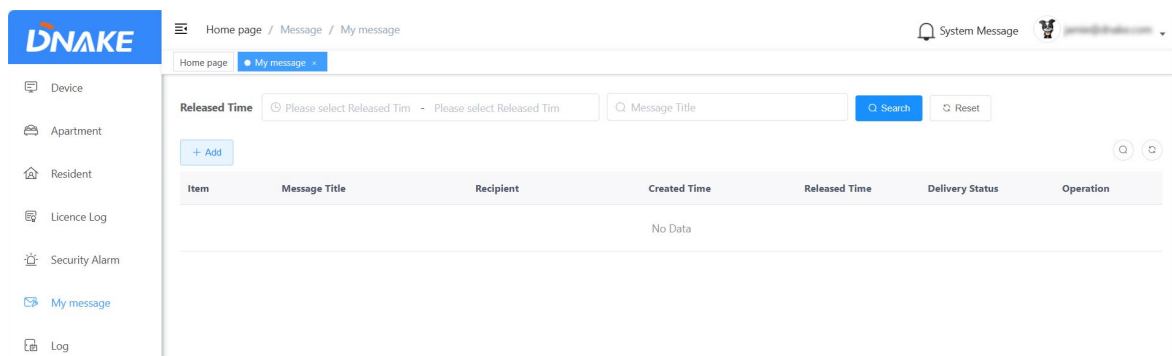 DNAKE
Home page / Message / My message
System Message
Home page
My message ×
Device
Apartment
Resident
Licence Log
Security Alarm
My message
Log
Released Time
Please select Released Tim - Please select Released Tim
Message Title
Search
Reset
+ Add
Item Message Title Recipient Created Time Released Time Delivery Status Operation
No Data